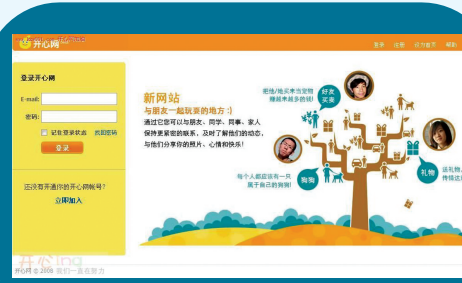 开心网
登录 注册 设为首页 帮助
登录开心网
E-mail:
密码:
记住登录状态 找回密码
登录
还没有开通你的开心网帐号?
立即加入
新网站
与朋友一起玩耍的地方 :)
通过它您可以与朋友、同学、同事、家人
保持更紧密的联系，及时了解他们的动态，
与他们分享你的照片、心情和快乐!
把他/她买来当宠物
赚越来越多的钱!
好友
买卖
每个人都应该有一只
属于自己的狗狗!
狗狗
礼物
送礼物,
传情达
开心网 © 2008 我们一直在努力